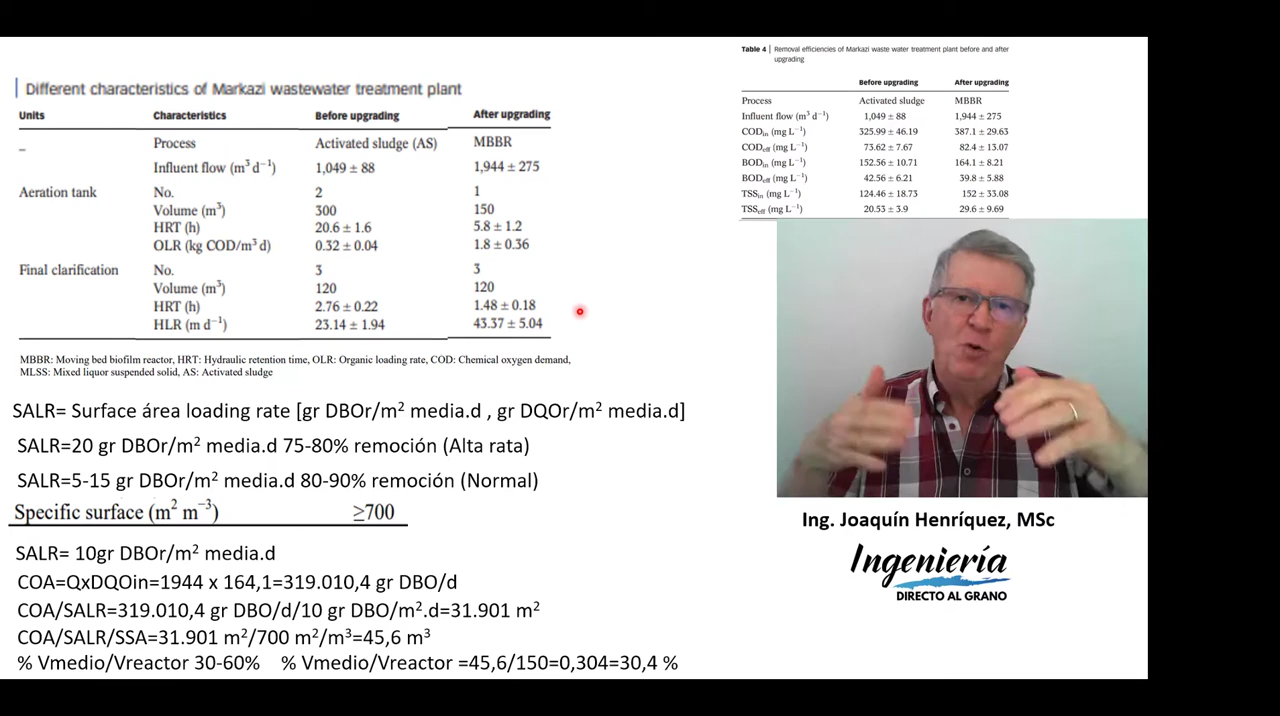 Different characteristics of Markazi wastewater treatment plant
Units Characteristics Before upgrading After upgrading
– Process Activated sludge (AS) MBBR
Influent flow (m³ d⁻¹) 1,049 ± 88 1,944 ± 275
Aeration tank No. 2 1
Volume (m³) 300 150
HRT (h) 20.6 ± 1.6 5.8 ± 1.2
OLR (kg COD/m³ d) 0.32 ± 0.04 1.8 ± 0.36
Final clarification No. 3 3
Volume (m³) 120 120
HRT (h) 2.76 ± 0.22 1.48 ± 0.18
HLR (m d⁻¹) 23.14 ± 1.94 43.37 ± 5.04
MBBR: Moving bed biofilm reactor, HRT: Hydraulic retention time, OLR: Organic loading rate, COD: Chemical oxygen demand,
MLSS: Mixed liquor suspended solid, AS: Activated sludge
SALR= Surface área loading rate [gr DBOr/m² media.d , gr DQOr/m² media.d]
SALR=20 gr DBOr/m² media.d 75-80% remoción (Alta rata)
SALR=5-15 gr DBOr/m² media.d 80-90% remoción (Normal)
Specific surface (m² m⁻³) ≥700
SALR= 10gr DBOr/m² media.d
COA=QxDQOin=1944 x 164,1=319.010,4 gr DBO/d
COA/SALR=319.010,4 gr DBO/d/10 gr DBO/m².d=31.901 m²
COA/SALR/SSA=31.901 m²/700 m²/m³=45,6 m³
% Vmedio/Vreactor 30-60% % Vmedio/Vreactor =45,6/150=0,304=30,4 %
Table 4 | Removal efficiencies of Markazi waste water treatment plant before and after
upgrading
Before upgrading After upgrading
Process Activated sludge MBBR
Influent flow (m³ d⁻¹) 1,049 ± 88 1,944 ± 275
CODin (mg L⁻¹) 325.99 ± 46.19 387.1 ± 29.63
CODeff (mg L⁻¹) 73.62 ± 7.67 82.4 ± 13.07
BODin (mg L⁻¹) 152.56 ± 10.71 164.1 ± 8.21
BODeff (mg L⁻¹) 42.56 ± 6.21 39.8 ± 5.88
TSSin (mg L⁻¹) 124.46 ± 18.73 152 ± 33.08
TSSeff (mg L⁻¹) 20.53 ± 3.9 29.6 ± 9.69
Ing. Joaquín Henríquez, MSc
Ingeniería
DIRECTO AL GRANO